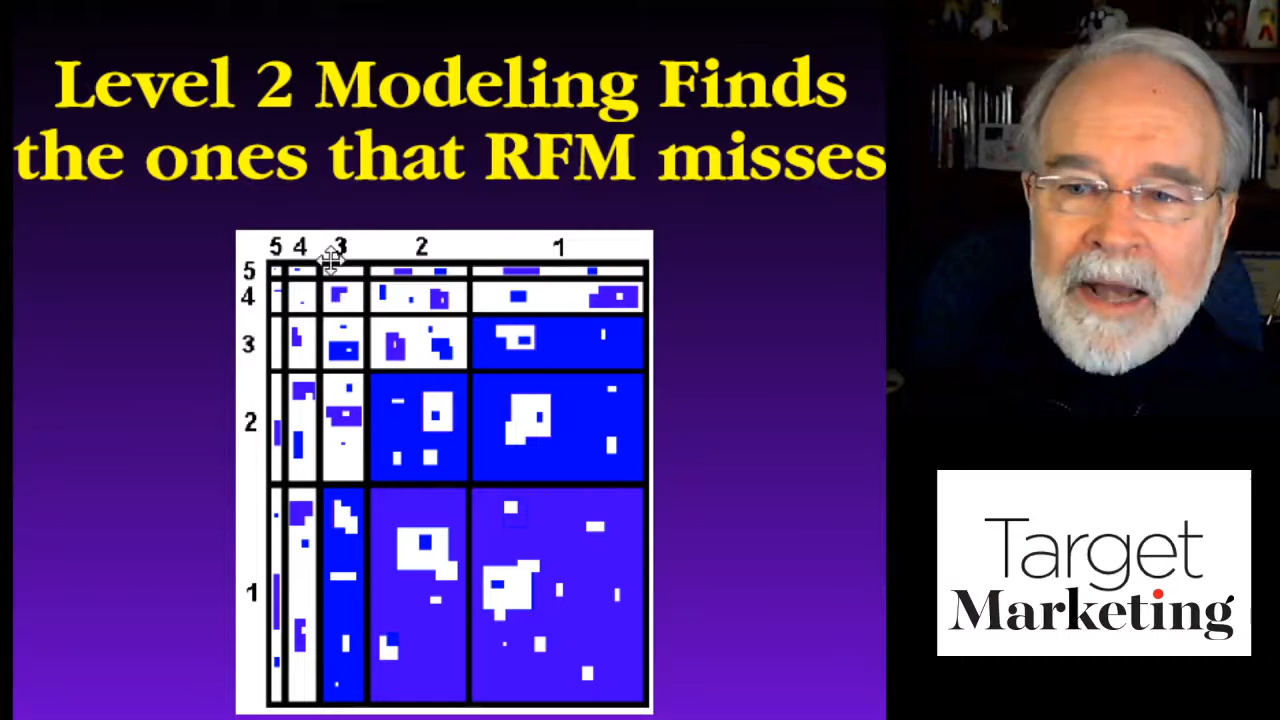 Level 2 Modeling Finds
the ones that RFM misses
5 4 3 2 1
5
4
3
2
1
Target
Marketing